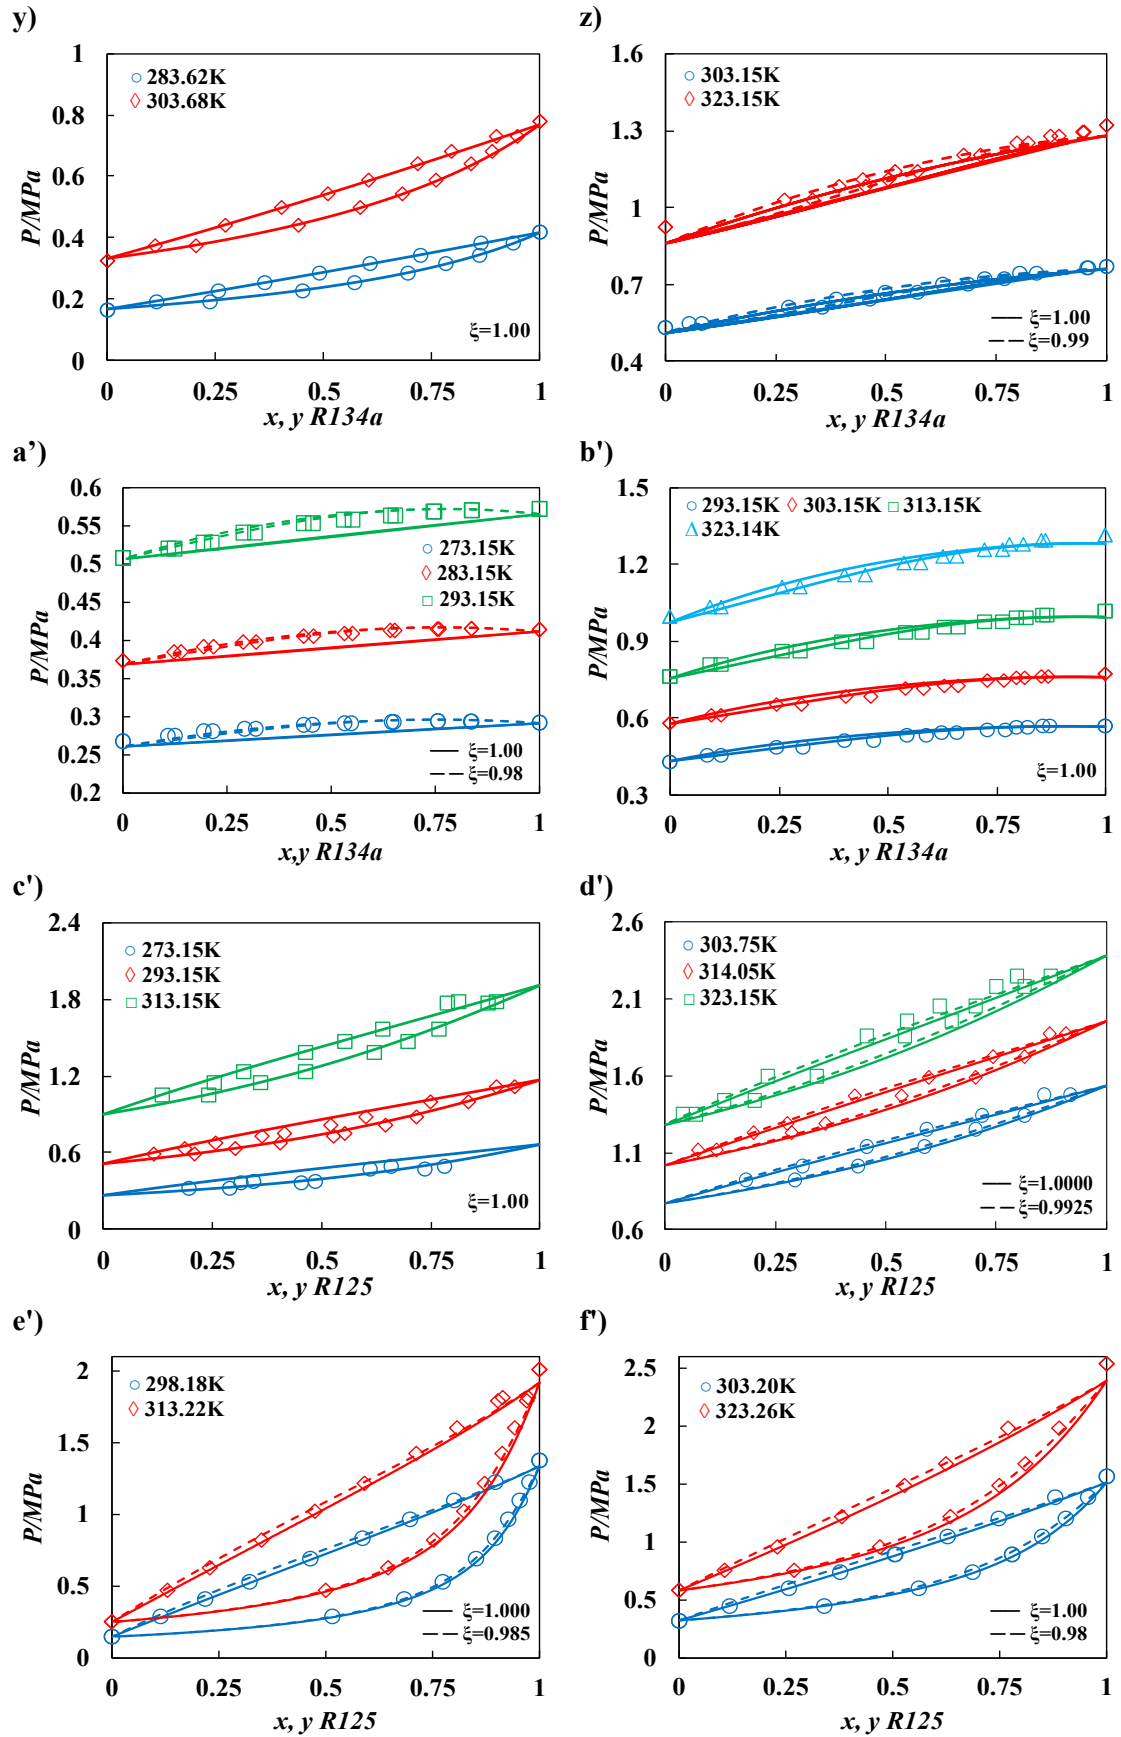 y)
1
0.8
0.6
0.4
0.2
0
P/MPa
283.62K
303.68K
ξ=1.00
0 0.25 0.5 0.75 1
x, y R134a
z)
1.6
1.3
1
0.7
0.4
P/MPa
303.15K
323.15K
ξ=1.00
ξ=0.99
0 0.25 0.5 0.75 1
x, y R134a
a’)
0.6
0.55
0.5
0.45
0.4
0.35
0.3
0.25
0.2
P/MPa
273.15K
283.15K
293.15K
ξ=1.00
ξ=0.98
0 0.25 0.5 0.75 1
x,y R134a
b')
1.5
1.2
0.9
0.6
0.3
P/MPa
293.15K 303.15K 313.15K
323.14K
ξ=1.00
0 0.25 0.5 0.75 1
x, y R134a
c')
2.4
1.8
1.2
0.6
0
P/MPa
273.15K
293.15K
313.15K
ξ=1.00
0 0.25 0.5 0.75 1
x, y R125
d')
2.6
2.1
1.6
1.1
0.6
P/MPa
303.75K
314.05K
323.15K
ξ=1.0000
ξ=0.9925
0 0.25 0.5 0.75 1
x, y R125
e')
2
1.5
1
0.5
0
P/MPa
298.18K
313.22K
ξ=1.000
ξ=0.985
0 0.25 0.5 0.75 1
x, y R125
f')
2.5
2
1.5
1
0.5
0
P/MPa
303.20K
323.26K
ξ=1.00
ξ=0.98
0 0.25 0.5 0.75 1
x, y R125